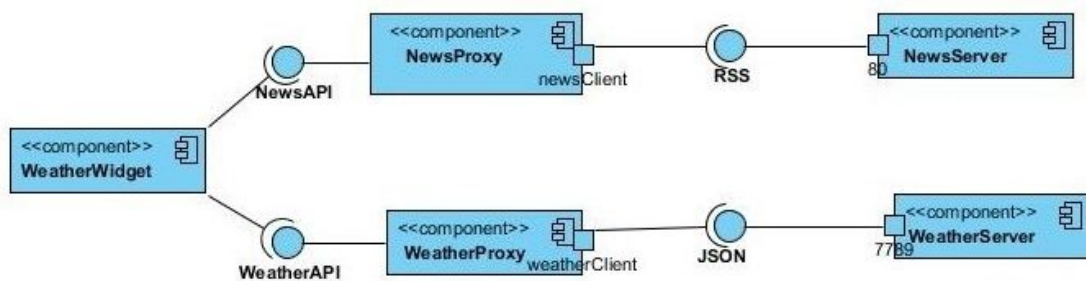 <<component>>
NewsProxy
newsClient
NewsAPI
RSS
<<component>>
NewsServer
80
<<component>>
WeatherWidget
WeatherAPI
<<component>>
WeatherProxy
weatherClient
JSON
<<component>>
WeatherServer
7789